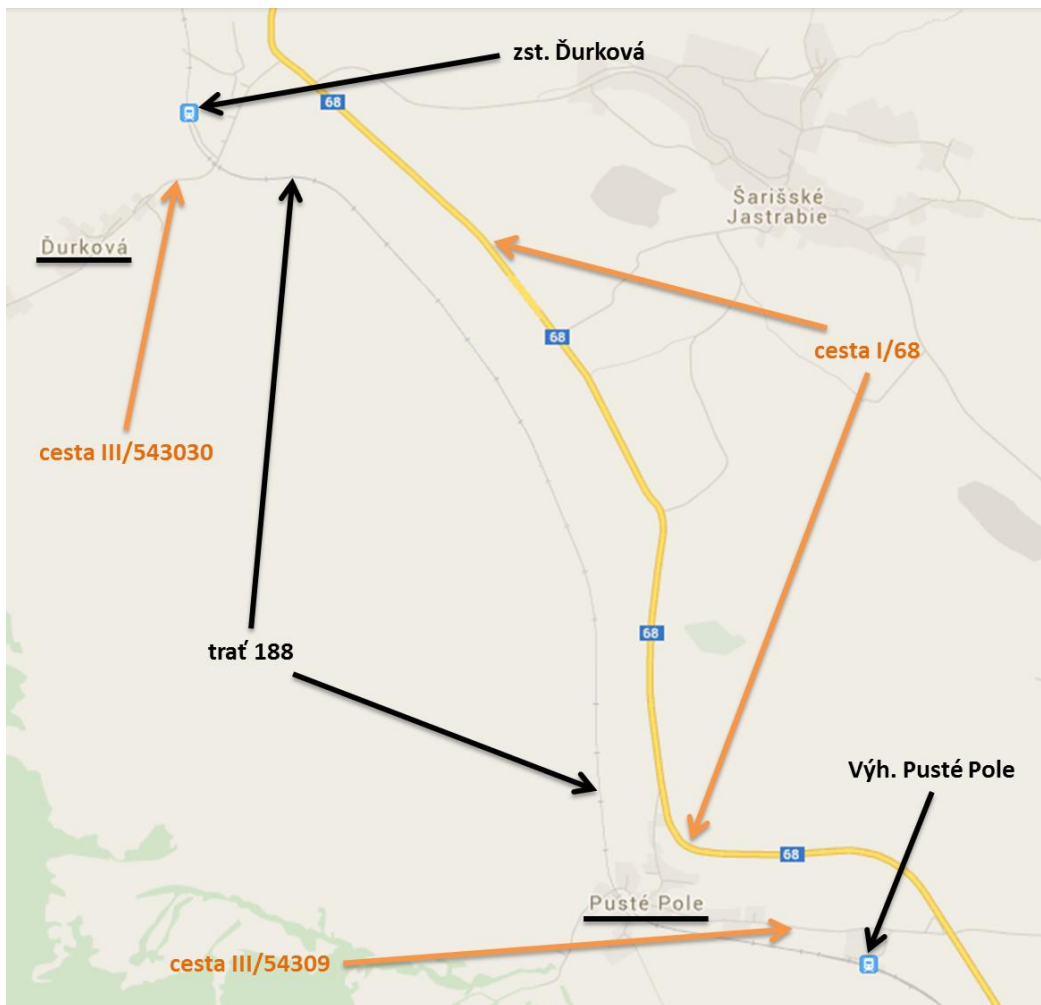 zst. Ďurková
68
Šarišské
Jastrabie
Ďurková
68
cesta I/68
cesta III/543030
68
trať 188
Výh. Pusté Pole
68
Pusté Pole
cesta III/54309